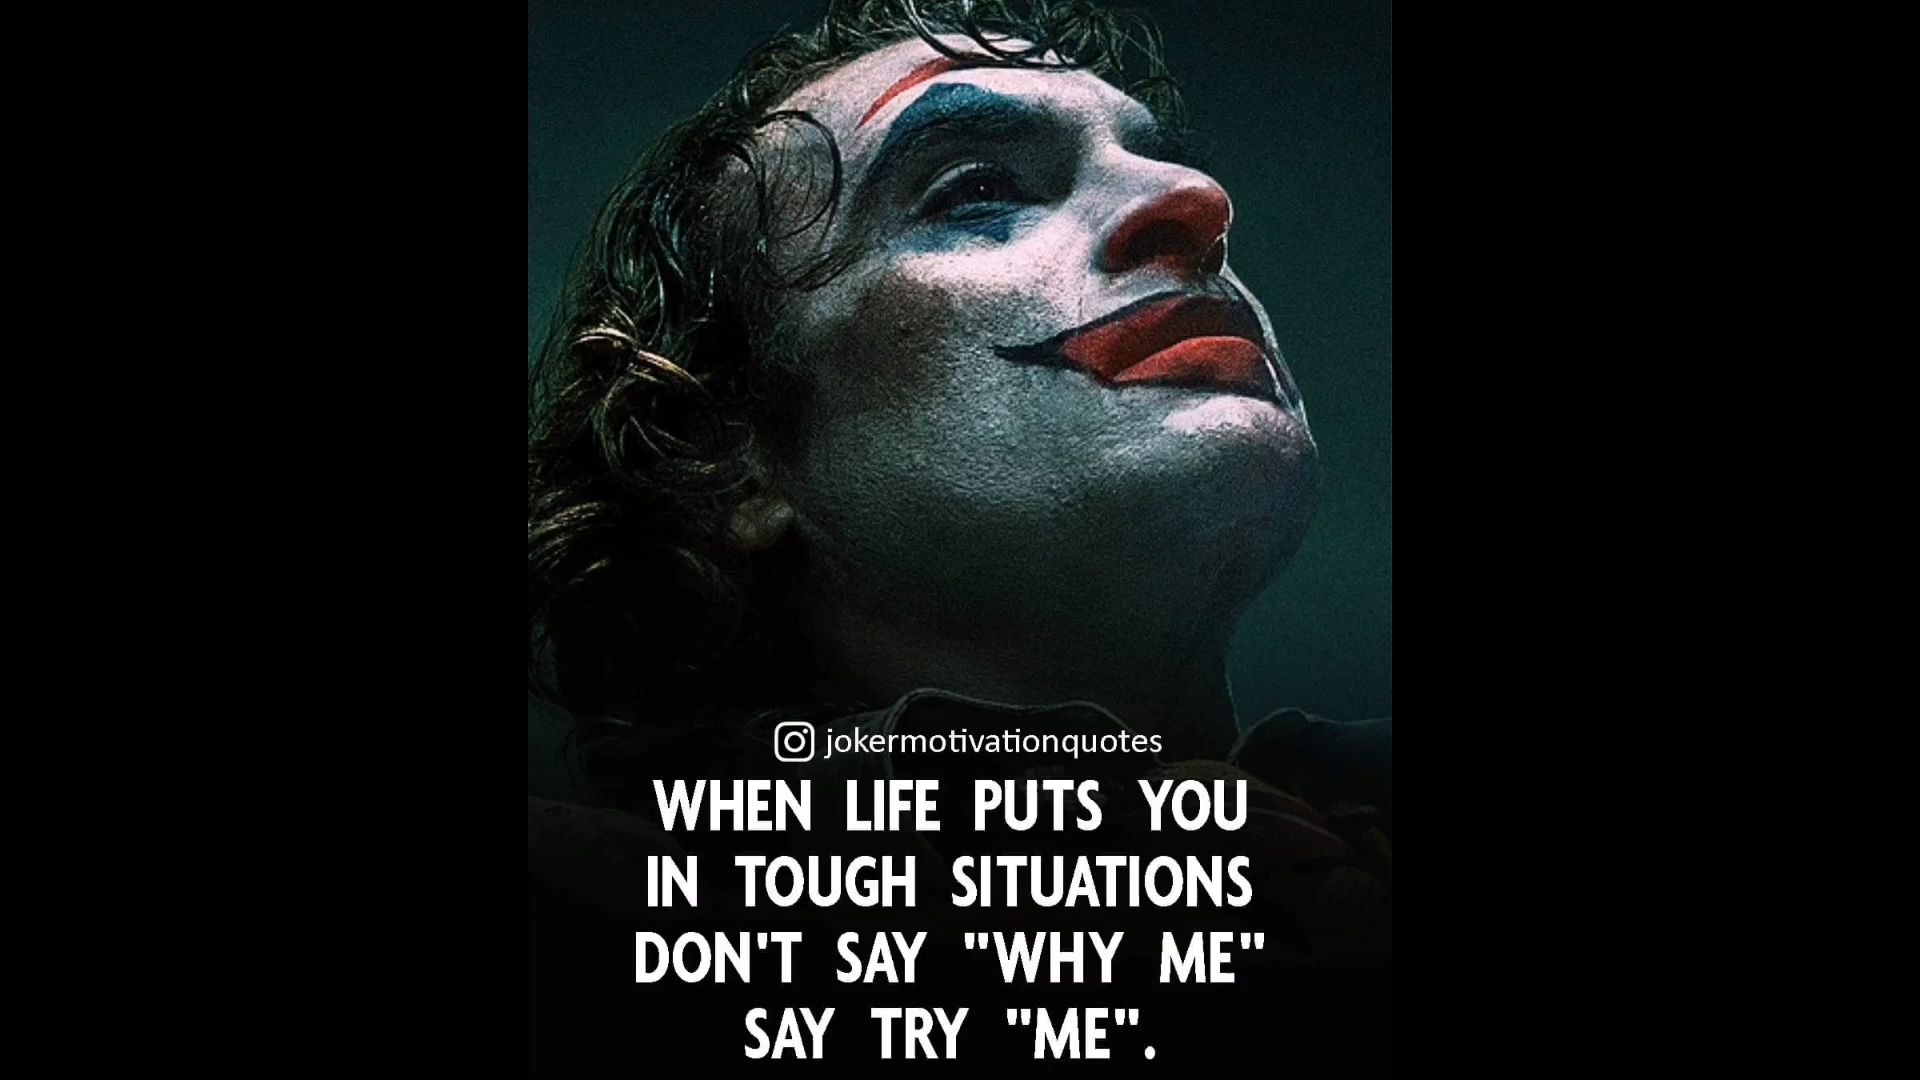 jokermotivationquotes
WHEN LIFE PUTS YOU
IN TOUGH SITUATIONS
DON'T SAY "WHY ME"
SAY TRY "ME".